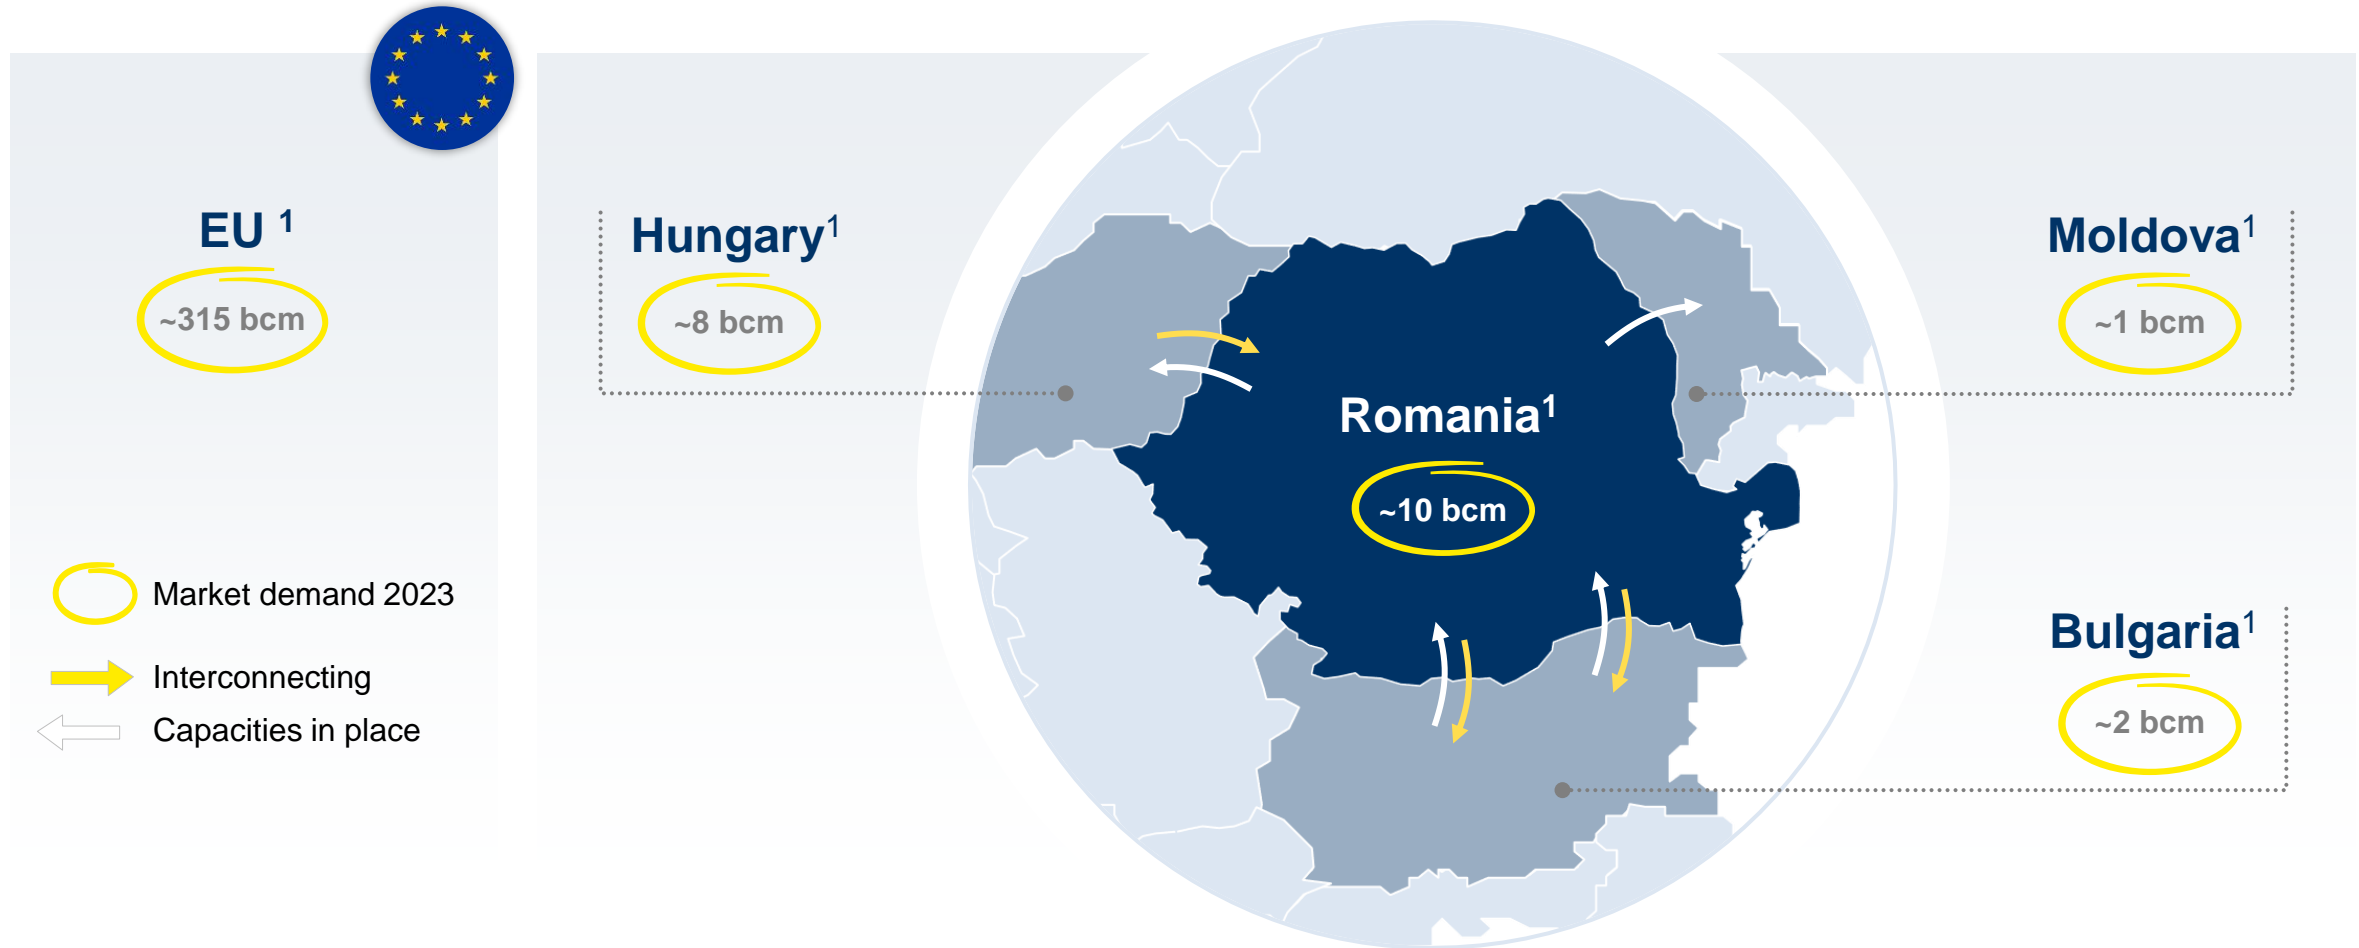 EU ¹
~315 bcm
Market demand 2023
Interconnecting
Capacities in place
Hungary¹
~8 bcm
Romania¹
~10 bcm
Moldova¹
~1 bcm
Bulgaria¹
~2 bcm